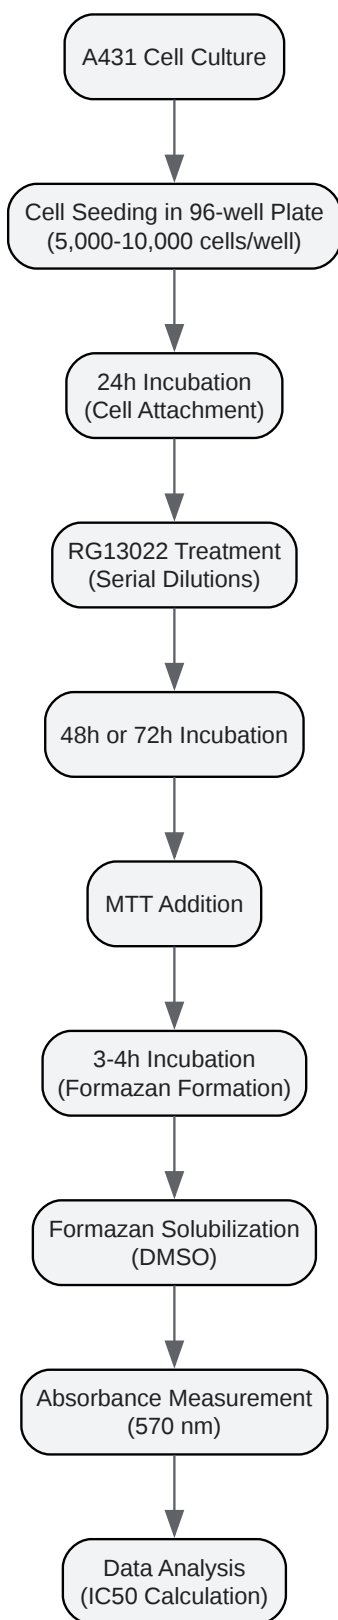 A431 Cell Culture
Cell Seeding in 96-well Plate
(5,000-10,000 cells/well)
24h Incubation
(Cell Attachment)
RG13022 Treatment
(Serial Dilutions)
48h or 72h Incubation
MTT Addition
3-4h Incubation
(Formazan Formation)
Formazan Solubilization
(DMSO)
Absorbance Measurement
(570 nm)
Data Analysis
(IC50 Calculation)